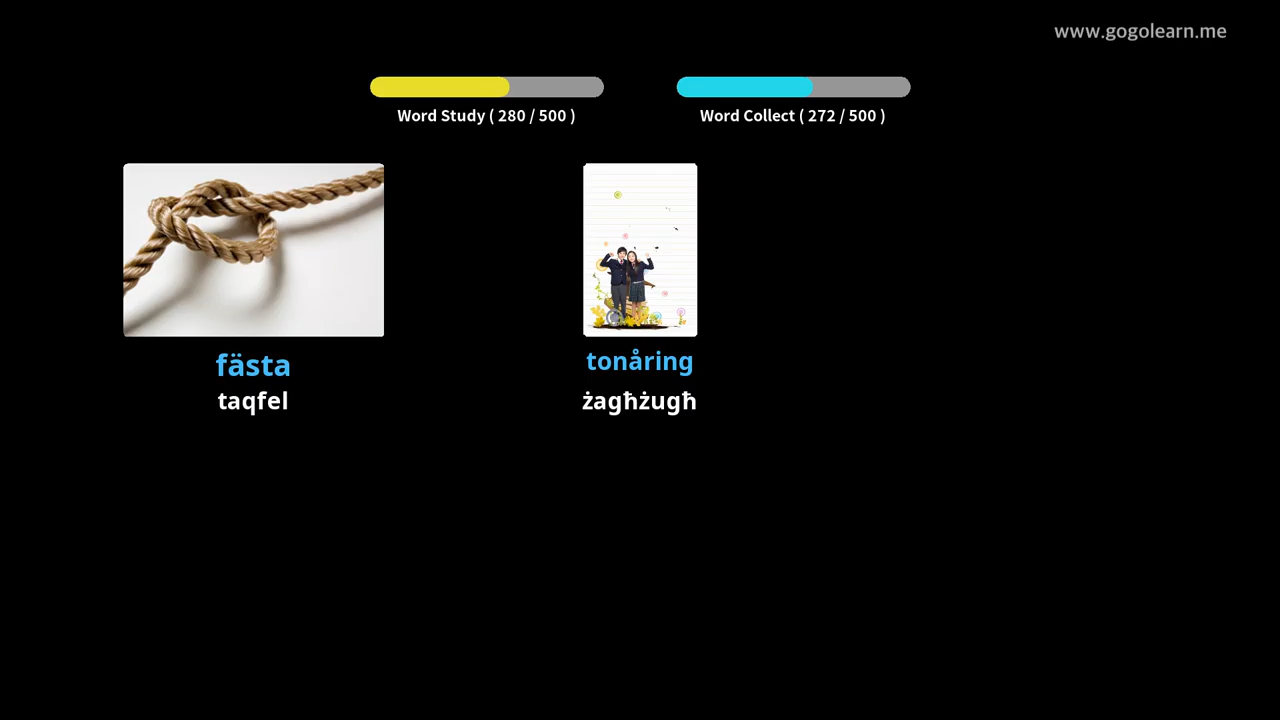 www.gogolearn.me
Word Study ( 280 / 500 )
Word Collect ( 272 / 500 )
fästa
taqfel
tonåring
żagħżugħ